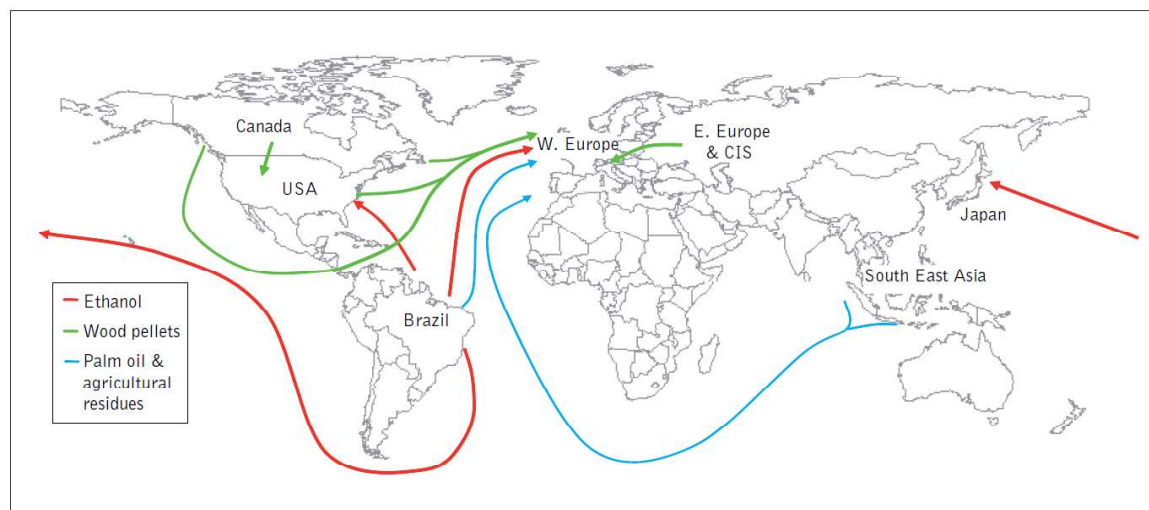 Canada
USA
W. Europe
E. Europe
& CIS
Japan
South East Asia
Brazil
Ethanol
Wood pellets
Palm oil &
agricultural
residues